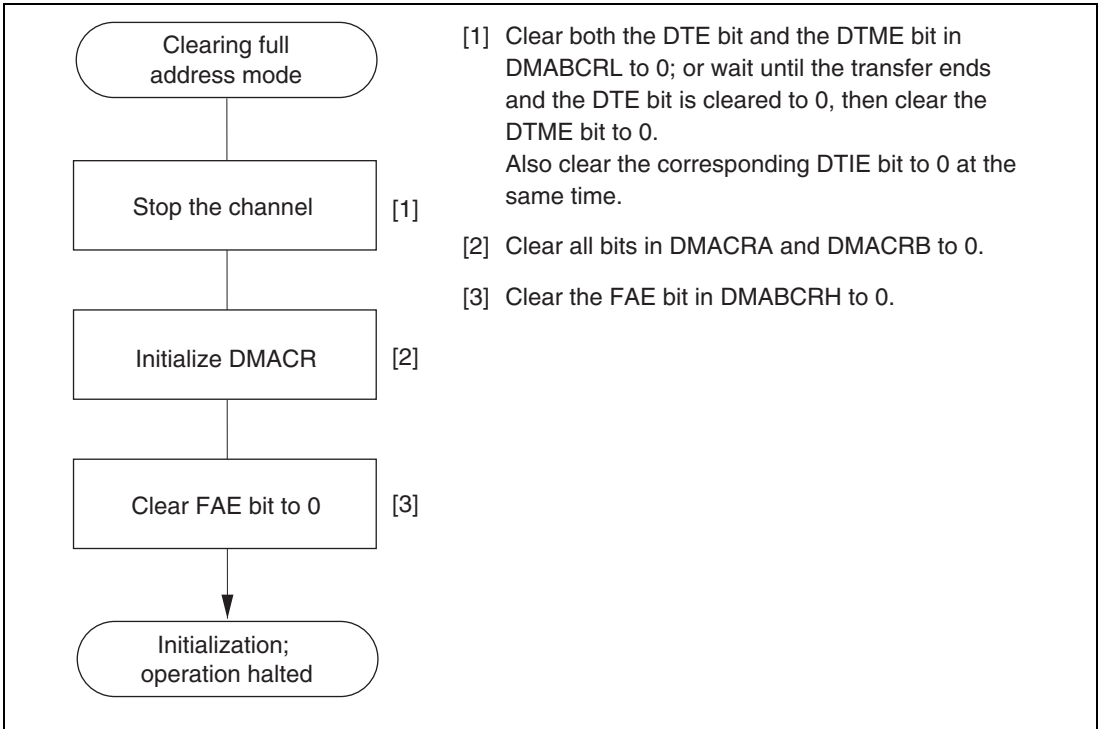 Clearing full
address mode
Stop the channel
[1]
Initialize DMACR
[2]
Clear FAE bit to 0
[3]
Initialization;
operation halted
[1] Clear both the DTE bit and the DTME bit in
DMABCRL to 0; or wait until the transfer ends
and the DTE bit is cleared to 0, then clear the
DTME bit to 0.
Also clear the corresponding DTIE bit to 0 at the
same time.
[2] Clear all bits in DMACRA and DMACRB to 0.
[3] Clear the FAE bit in DMABCRH to 0.